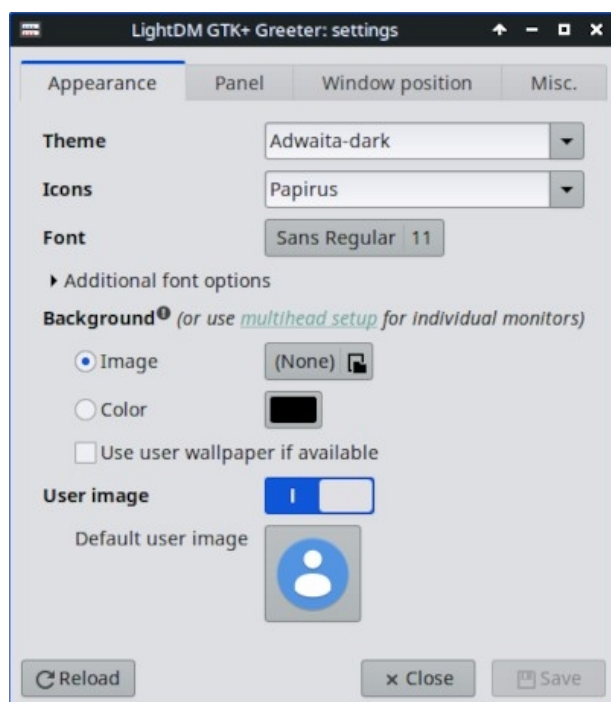 LightDM GTK+ Greeter: settings
Appearance Panel Window position Misc.
Theme Adwaita-dark
Icons Papirus
Font Sans Regular 11
Additional font options
Background (or use multihead setup for individual monitors)
Image (None)
Color
Use user wallpaper if available
User image
Default user image
Reload Close Save